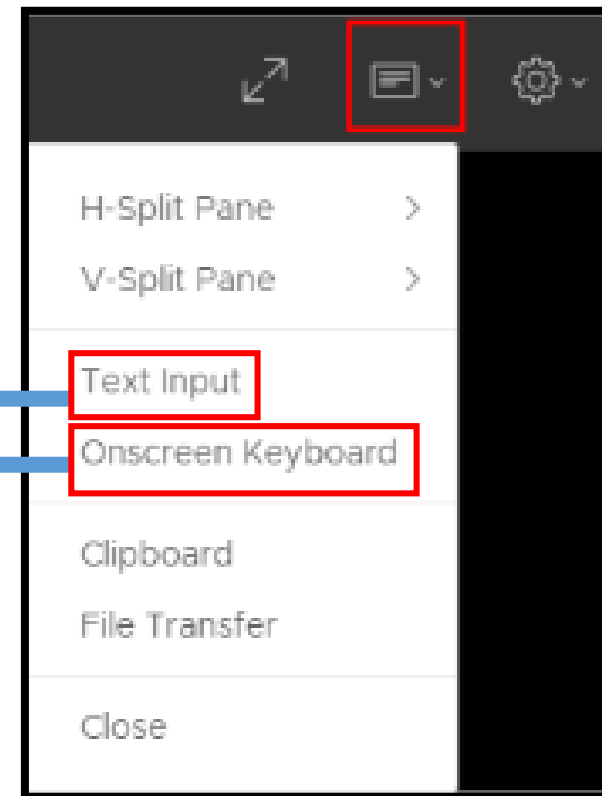 H-Split Pane
V-Split Pane
Text Input
Onscreen Keyboard
Clipboard
File Transfer
Close